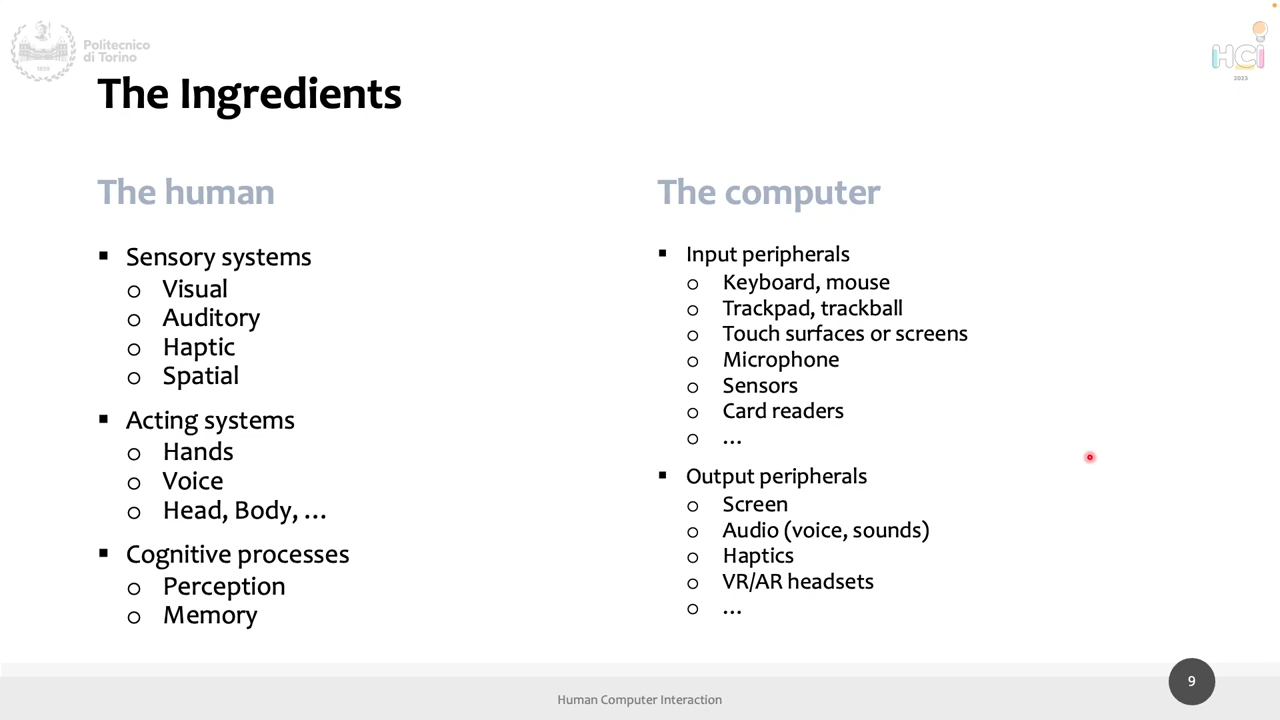 Politecnico
di Torino
1859
HCI
2023
The Ingredients
The human
▪ Sensory systems
o Visual
o Auditory
o Haptic
o Spatial
▪ Acting systems
o Hands
o Voice
o Head, Body, …
▪ Cognitive processes
o Perception
o Memory
The computer
▪ Input peripherals
o Keyboard, mouse
o Trackpad, trackball
o Touch surfaces or screens
o Microphone
o Sensors
o Card readers
o …
▪ Output peripherals
o Screen
o Audio (voice, sounds)
o Haptics
o VR/AR headsets
o …
Human Computer Interaction
9